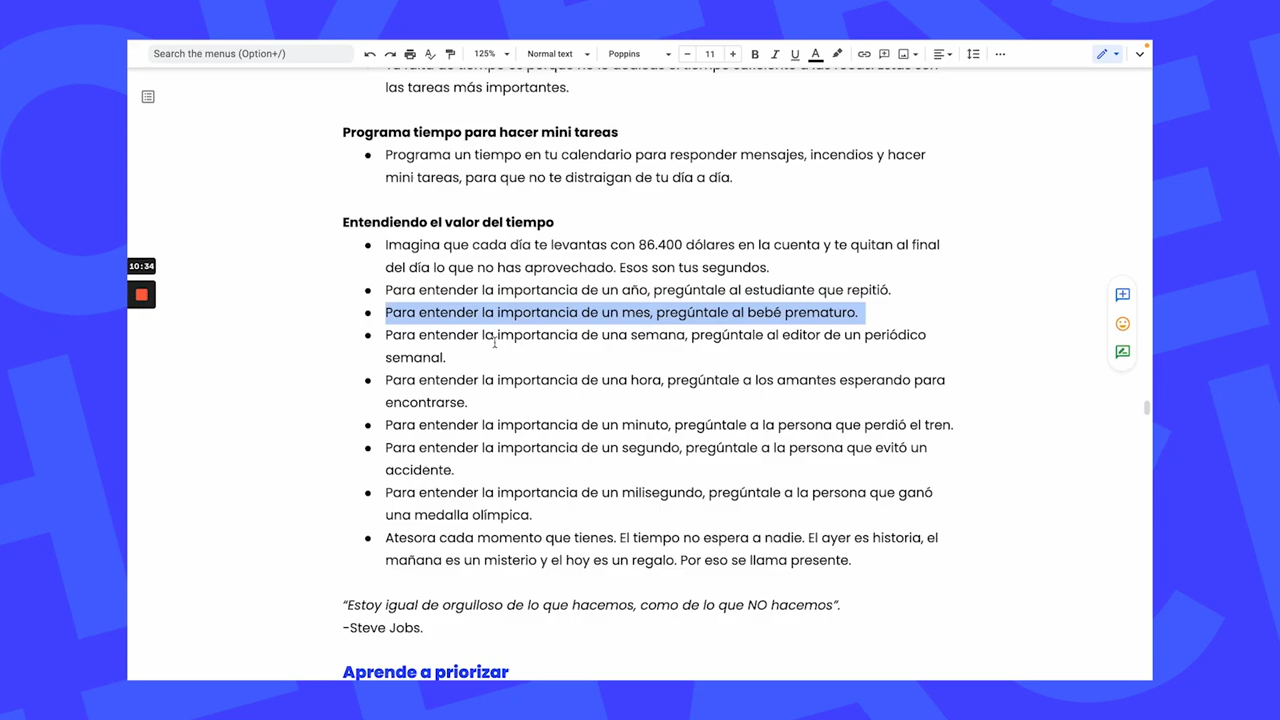 Search the menus (Option+/)
125%
Normal text
Poppins
11
B
I
U
A
las tareas más importantes.
Programa tiempo para hacer mini tareas
● Programa un tiempo en tu calendario para responder mensajes, incendios y hacer
mini tareas, para que no te distraigan de tu día a día.
Entendiendo el valor del tiempo
● Imagina que cada día te levantas con 86.400 dólares en la cuenta y te quitan al final
del día lo que no has aprovechado. Esos son tus segundos.
● Para entender la importancia de un año, pregúntale al estudiante que repitió.
● Para entender la importancia de un mes, pregúntale al bebé prematuro.
● Para entender la importancia de una semana, pregúntale al editor de un periódico
semanal.
● Para entender la importancia de una hora, pregúntale a los amantes esperando para
encontrarse.
● Para entender la importancia de un minuto, pregúntale a la persona que perdió el tren.
● Para entender la importancia de un segundo, pregúntale a la persona que evitó un
accidente.
● Para entender la importancia de un milisegundo, pregúntale a la persona que ganó
una medalla olímpica.
● Atesora cada momento que tienes. El tiempo no espera a nadie. El ayer es historia, el
mañana es un misterio y el hoy es un regalo. Por eso se llama presente.
“Estoy igual de orgulloso de lo que hacemos, como de lo que NO hacemos”.
-Steve Jobs.
Aprende a priorizar
10:34